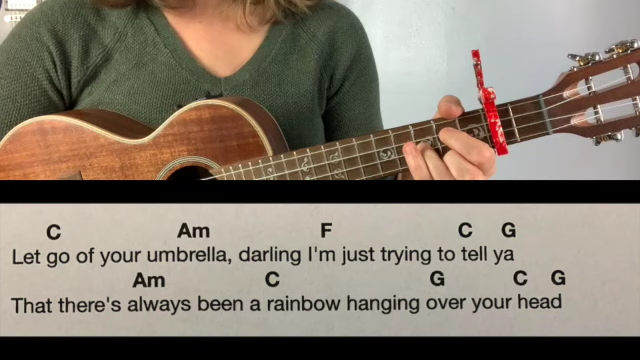 C Am F C G
Let go of your umbrella, darling I'm just trying to tell ya
Am C G C G
That there's always been a rainbow hanging over your head